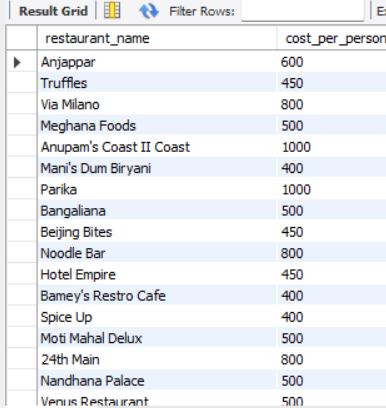 Result Grid Filter Rows: E
restaurant_name cost_per_person
Anjappar 600
Truffles 450
Via Milano 800
Meghana Foods 500
Anupam's Coast II Coast 1000
Mani's Dum Biryani 400
Parika 1000
Bangaliana 500
Beijing Bites 450
Noodle Bar 800
Hotel Empire 450
Barney's Restro Cafe 400
Spice Up 400
Moti Mahal Delux 500
24th Main 800
Nandhana Palace 500
Venus Restaurant 500